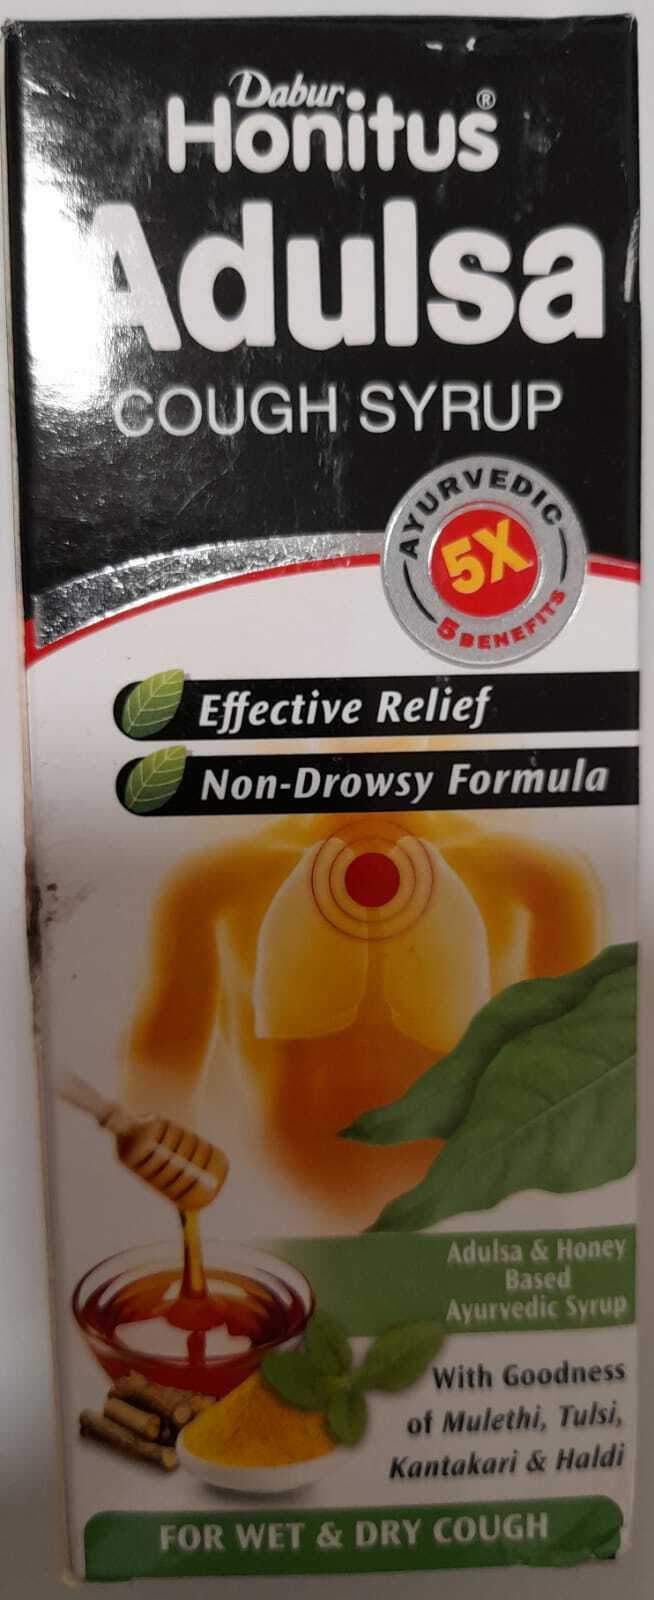 Dabur
Honitus®
Adulsa
COUGH SYRUP
AYURVEDIC
5X
5 BENEFITS
Effective Relief
Non-Drowsy Formula
Adulsa & Honey
Based
Ayurvedic Syrup
With Goodness
of Mulethi, Tulsi,
Kantakari & Haldi
FOR WET & DRY COUGH